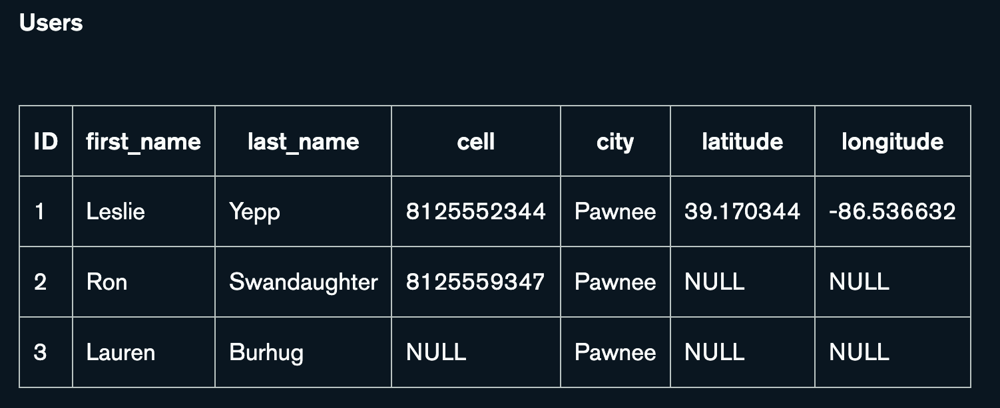 Users
ID first_name last_name cell city latitude longitude
1 Leslie Yepp 8125552344 Pawnee 39.170344 -86.536632
2 Ron Swandaughter 8125559347 Pawnee NULL NULL
3 Lauren Burhug NULL Pawnee NULL NULL